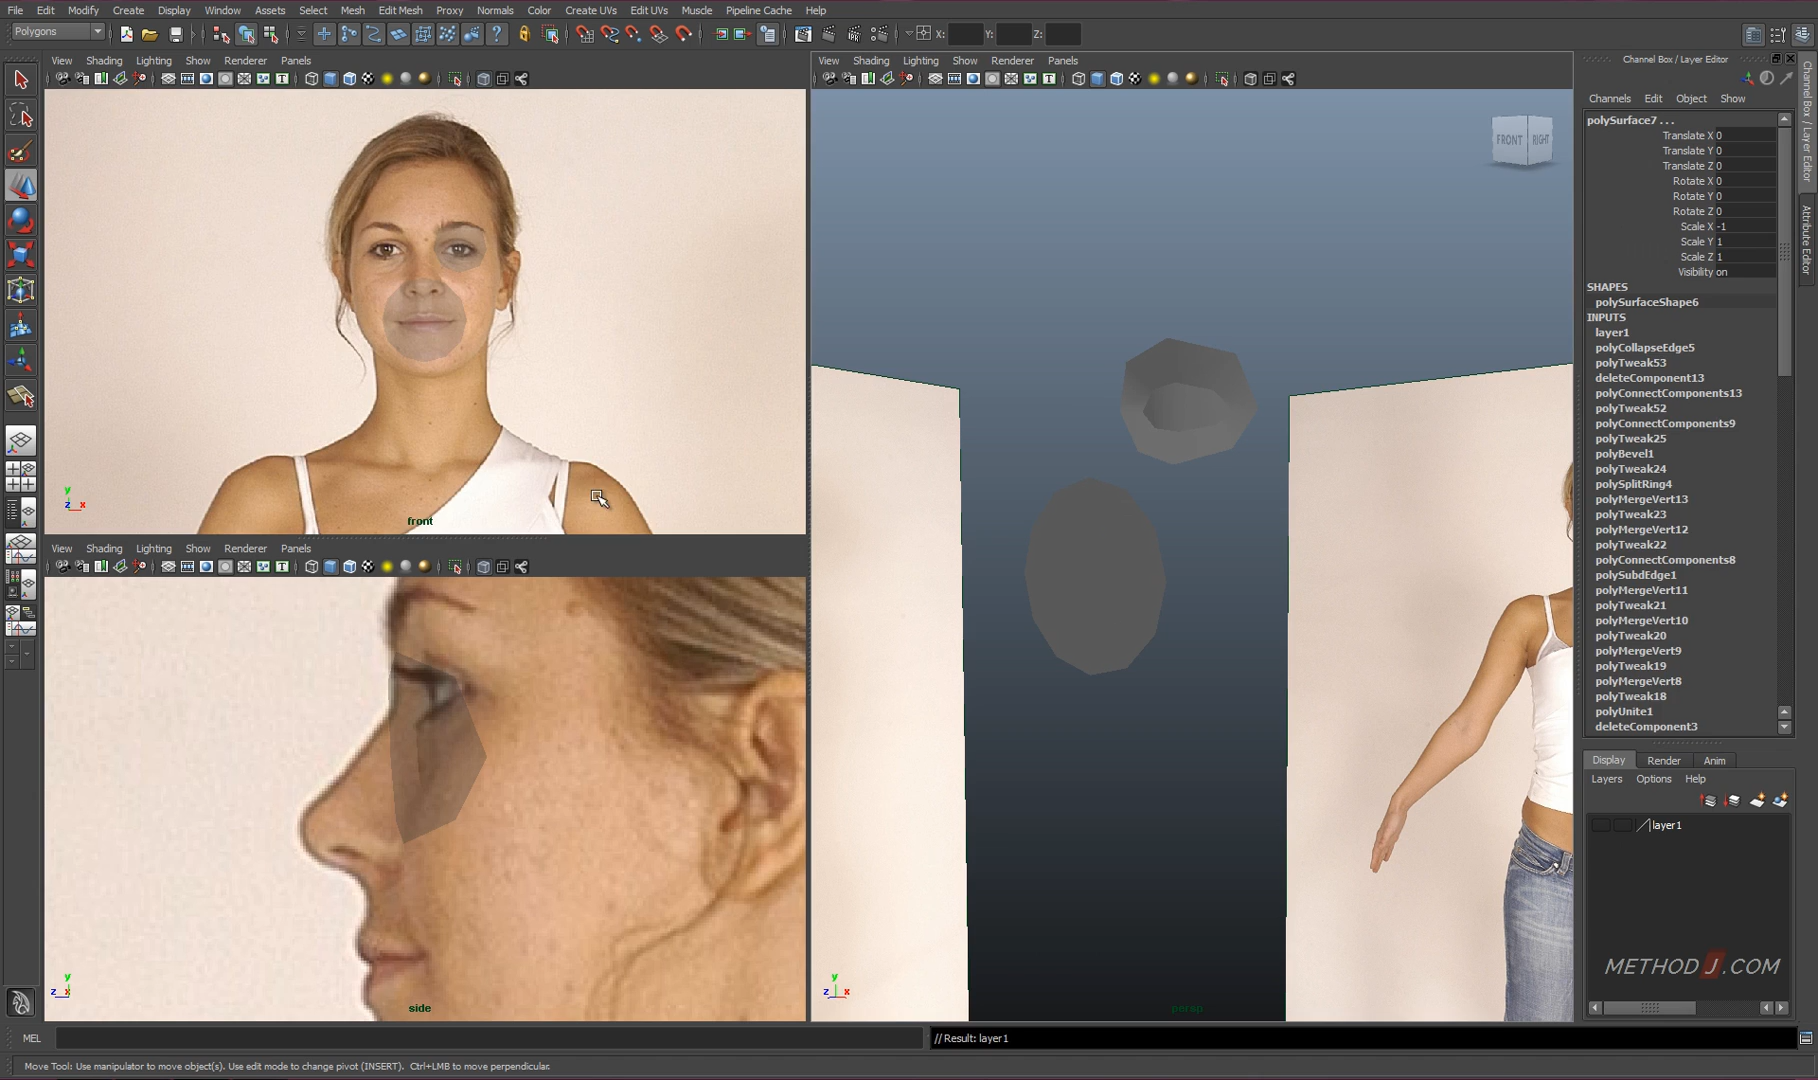 File Edit Modify Create Display Window Assets Select Mesh Edit Mesh Proxy Normals Color Create UVs Edit UVs Muscle Pipeline Cache Help
Polygons
X: Y: Z:
View Shading Lighting Show Renderer Panels
View Shading Lighting Show Renderer Panels
FRONT RIGHT
y
z x
front
View Shading Lighting Show Renderer Panels
y
z x
side
y
z x
persp
Channel Box / Layer Editor
Channels Edit Object Show
polySurface7 . . .
Translate X 0
Translate Y 0
Translate Z 0
Rotate X 0
Rotate Y 0
Rotate Z 0
Scale X -1
Scale Y 1
Scale Z 1
Visibility on
SHAPES
polySurfaceShape6
INPUTS
layer1
polyCollapseEdge5
polyTweak53
deleteComponent13
polyConnectComponents13
polyTweak52
polyConnectComponents9
polyTweak25
polyBevel1
polyTweak24
polySplitRing4
polyMergeVert13
polyTweak23
polyMergeVert12
polyTweak22
polyConnectComponents8
polySubdEdge1
polyMergeVert11
polyTweak21
polyMergeVert10
polyTweak20
polyMergeVert9
polyTweak19
polyMergeVert8
polyTweak18
polyUnite1
deleteComponent3
Channel Box / Layer Editor
Attribute Editor
Display Render Anim
Layers Options Help
layer1
METHOD J .COM
MEL
// Result: layer1
Move Tool: Use manipulator to move object(s). Use edit mode to change pivot (INSERT). Ctrl+LMB to move perpendicular.